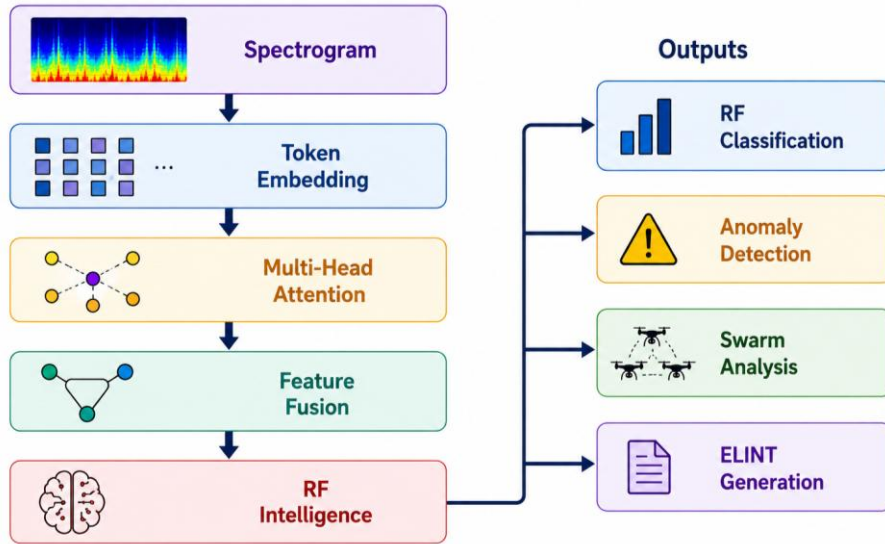 Spectrogram
Token
Embedding
...
Multi-Head
Attention
Feature
Fusion
RF
Intelligence
Outputs
RF
Classification
Anomaly
Detection
Swarm
Analysis
ELINT
Generation